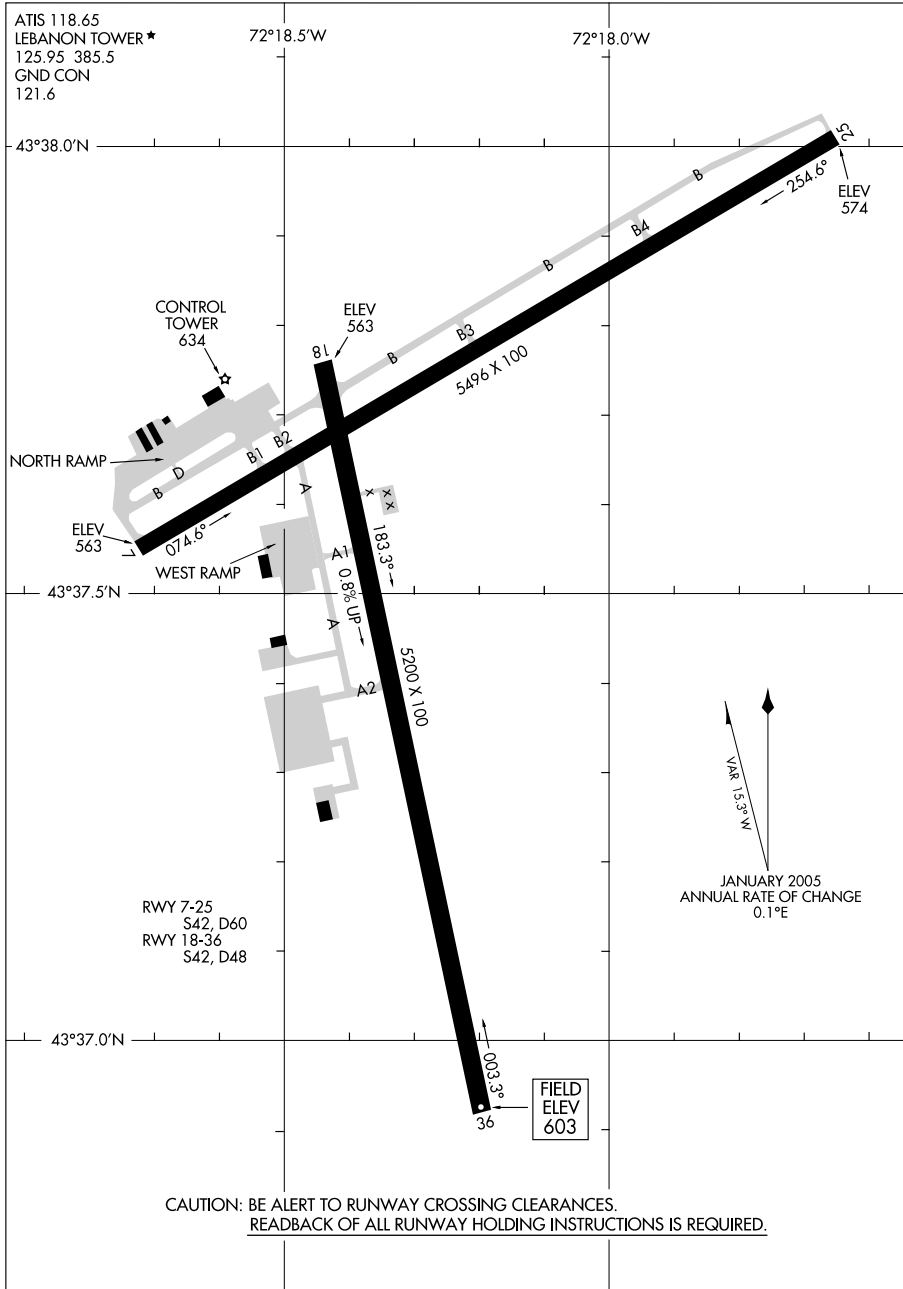 ATIS 118.65
LEBANON TOWER★
125.95 385.5
GND CON
121.6
72°18.5'W
72°18.0'W
43°38.0'N
25
254.6°
ELEV
574
B
B4
B
CONTROL
TOWER
634
ELEV
563
18
B3
B
5496 X 100
NORTH RAMP
B2
B1
D
B
A
X
X
X
ELEV
563
7
074.6°
WEST RAMP
A1
183.3°
43°37.5'N
0.8% UP
A
5200 X 100
A2
VAR 15.3° W
JANUARY 2005
ANNUAL RATE OF CHANGE
0.1°E
RWY 7-25
S42, D60
RWY 18-36
S42, D48
43°37.0'N
003.3°
FIELD
ELEV
603
36
CAUTION: BE ALERT TO RUNWAY CROSSING CLEARANCES.
READBACK OF ALL RUNWAY HOLDING INSTRUCTIONS IS REQUIRED.